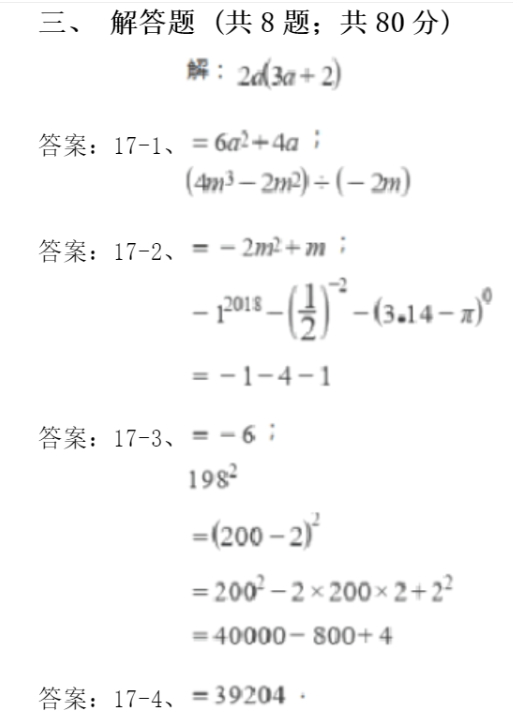 三、 解答题（共 8 题；共 80 分）
解： 2a(3a+2)
答案：17-1、 = 6a²+4a ；
(4m³−2m²)÷(−2m)
答案：17-2、 = −2m²+m ；
−1²⁰¹⁸−(1/2)⁻²−(3.14−π)⁰
= −1−4−1
答案：17-3、 = −6 ；
198²
=(200−2)²
=200²−2×200×2+2²
=40000−800+4
答案：17-4、 =39204 .